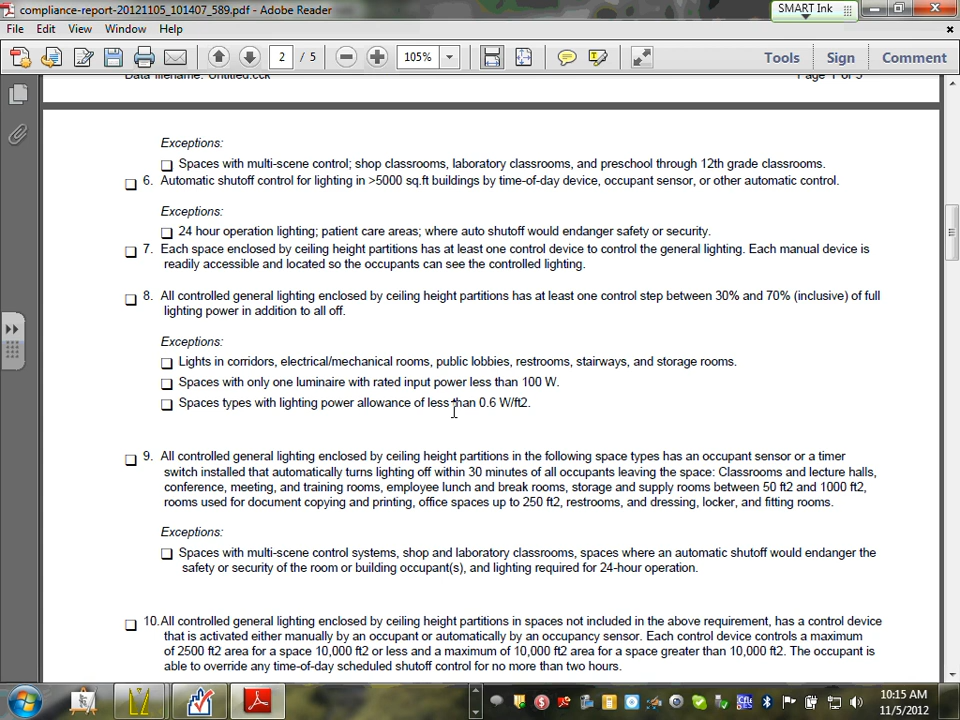 compliance-report-20121105_101407_589.pdf - Adobe Reader
SMART Ink
File Edit View Window Help
2 / 5 105% Tools Sign Comment
Data filename: Untitled.cck Page 1 of 5
Exceptions:
Spaces with multi-scene control; shop classrooms, laboratory classrooms, and preschool through 12th grade classrooms.
6. Automatic shutoff control for lighting in >5000 sq.ft buildings by time-of-day device, occupant sensor, or other automatic control.
Exceptions:
24 hour operation lighting; patient care areas; where auto shutoff would endanger safety or security.
7. Each space enclosed by ceiling height partitions has at least one control device to control the general lighting. Each manual device is
readily accessible and located so the occupants can see the controlled lighting.
8. All controlled general lighting enclosed by ceiling height partitions has at least one control step between 30% and 70% (inclusive) of full
lighting power in addition to all off.
Exceptions:
Lights in corridors, electrical/mechanical rooms, public lobbies, restrooms, stairways, and storage rooms.
Spaces with only one luminaire with rated input power less than 100 W.
Spaces types with lighting power allowance of less than 0.6 W/ft2.
9. All controlled general lighting enclosed by ceiling height partitions in the following space types has an occupant sensor or a timer
switch installed that automatically turns lighting off within 30 minutes of all occupants leaving the space: Classrooms and lecture halls,
conference, meeting, and training rooms, employee lunch and break rooms, storage and supply rooms between 50 ft2 and 1000 ft2,
rooms used for document copying and printing, office spaces up to 250 ft2, restrooms, and dressing, locker, and fitting rooms.
Exceptions:
Spaces with multi-scene control systems, shop and laboratory classrooms, spaces where an automatic shutoff would endanger the
safety or security of the room or building occupant(s), and lighting required for 24-hour operation.
10. All controlled general lighting enclosed by ceiling height partitions in spaces not included in the above requirement, has a control device
that is activated either manually by an occupant or automatically by an occupancy sensor. Each control device controls a maximum
of 2500 ft2 area for a space 10,000 ft2 or less and a maximum of 10,000 ft2 area for a space greater than 10,000 ft2. The occupant is
able to override any time-of-day scheduled shutoff control for no more than two hours.
10:15 AM
11/5/2012